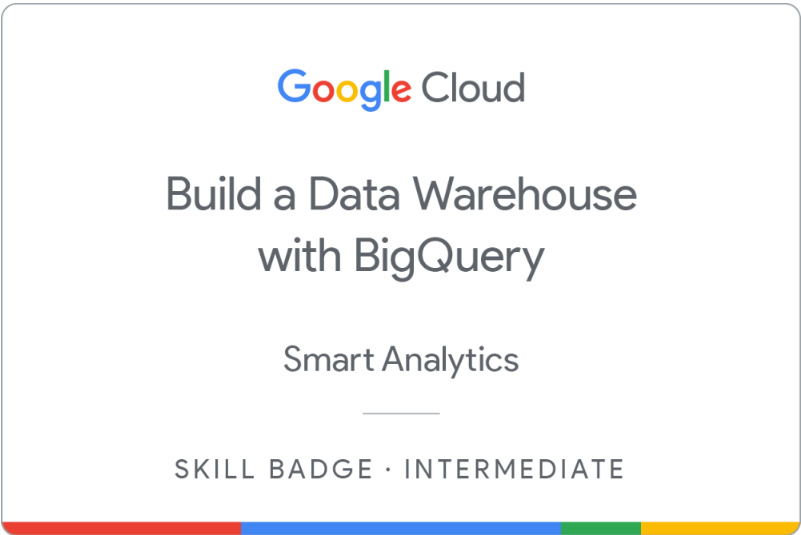 Google Cloud
Build a Data Warehouse
with BigQuery
Smart Analytics
SKILL BADGE · INTERMEDIATE